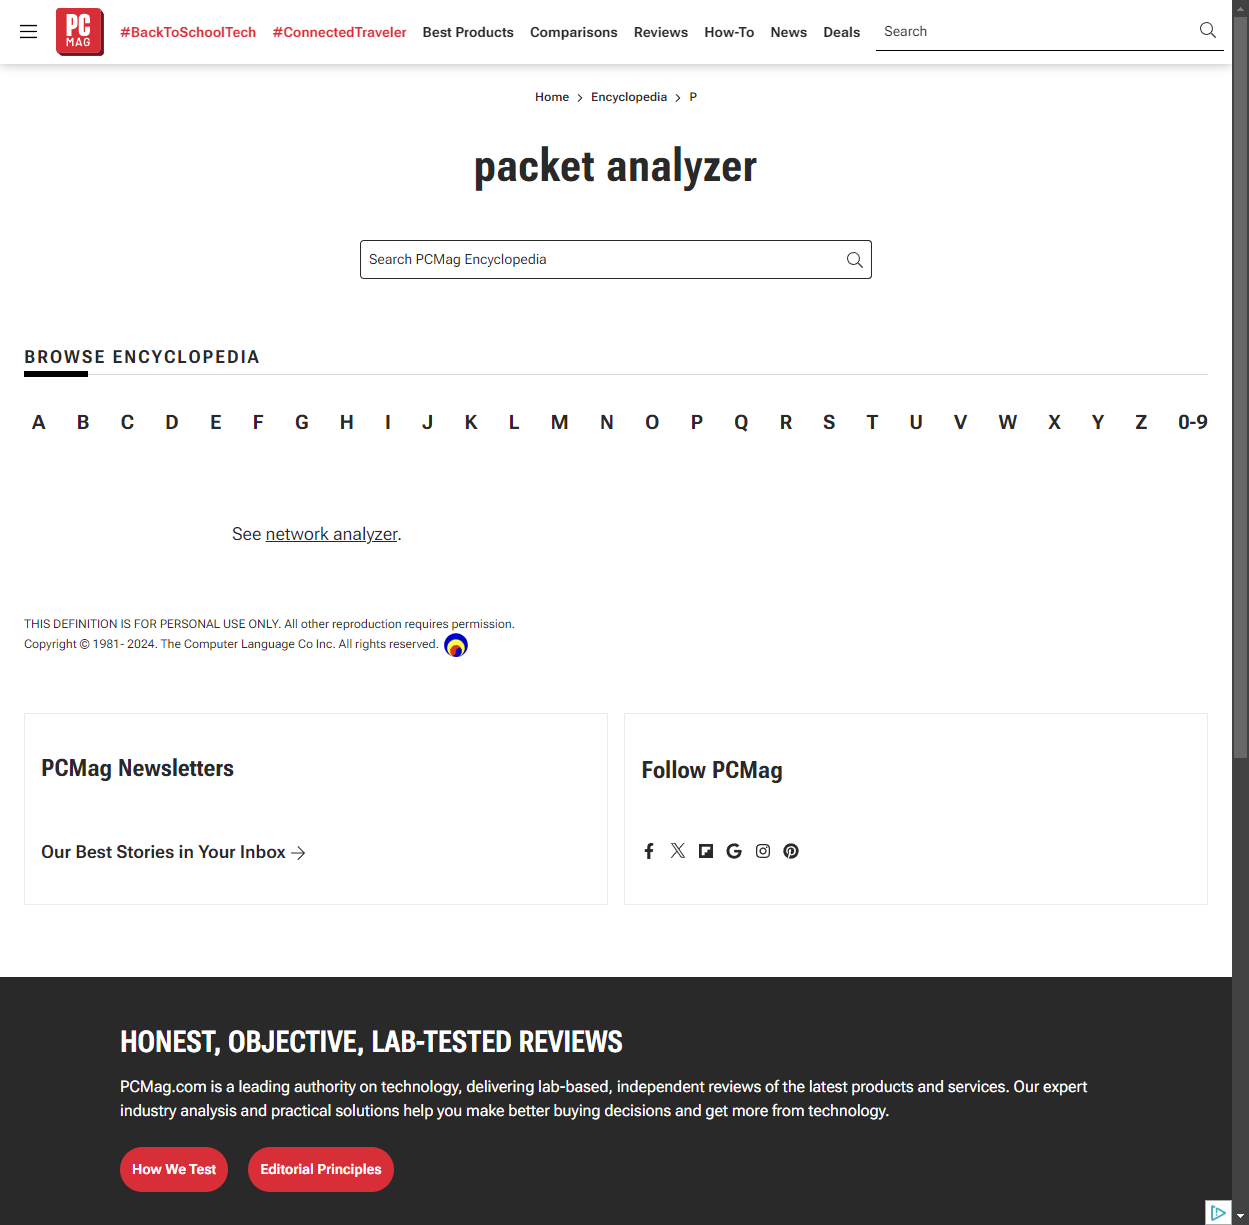 PC
MAG
#BackToSchoolTech #ConnectedTraveler Best Products Comparisons Reviews How-To News Deals Search
Home > Encyclopedia > P
packet analyzer
Search PCMag Encyclopedia
BROWSE ENCYCLOPEDIA
A B C D E F G H I J K L M N O P Q R S T U V W X Y Z 0-9
See network analyzer.
THIS DEFINITION IS FOR PERSONAL USE ONLY. All other reproduction requires permission.
Copyright © 1981- 2024. The Computer Language Co Inc. All rights reserved.
PCMag Newsletters
Our Best Stories in Your Inbox
Follow PCMag
HONEST, OBJECTIVE, LAB-TESTED REVIEWS
PCMag.com is a leading authority on technology, delivering lab-based, independent reviews of the latest products and services. Our expert
industry analysis and practical solutions help you make better buying decisions and get more from technology.
How We Test Editorial Principles